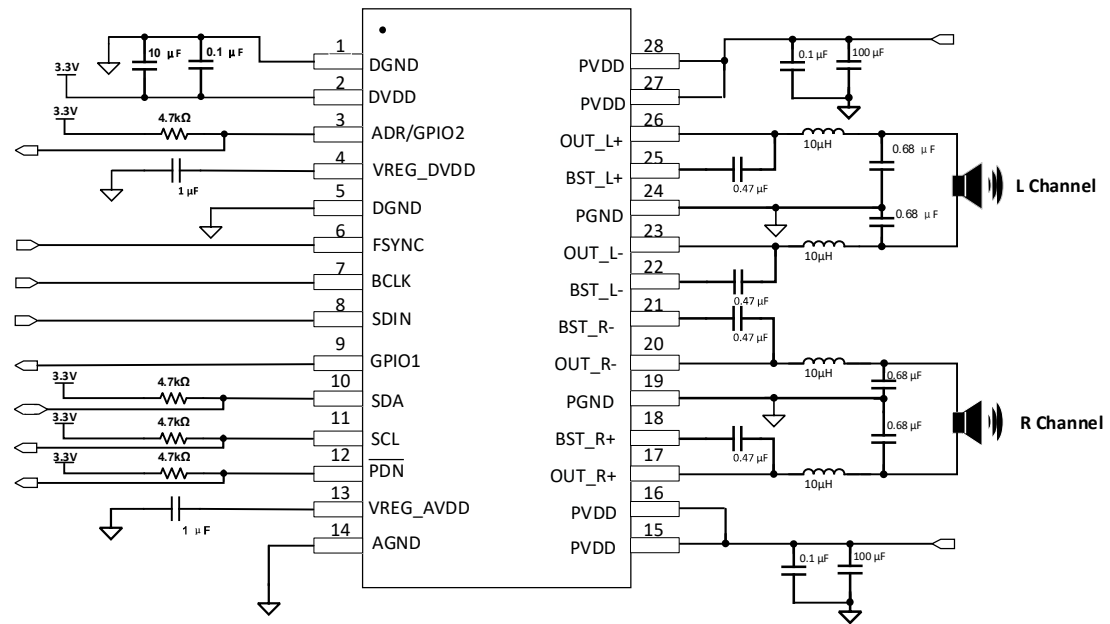 3.3V
10 μF
0.1 μF
1
DGND
2
DVDD
3.3V
4.7kΩ
3
ADR/GPIO2
4
VREG_DVDD
1 μF
5
DGND
6
FSYNC
7
BCLK
8
SDIN
9
GPIO1
3.3V
4.7kΩ
10
SDA
3.3V
4.7kΩ
11
SCL
3.3V
4.7kΩ
12
PDN
13
VREG_AVDD
1 μF
14
AGND
28
PVDD
0.1 μF
100 μF
27
PVDD
26
OUT_L+
10μH
0.68 μF
25
BST_L+
0.47 μF
24
PGND
L Channel
0.68 μF
23
OUT_L-
10μH
22
BST_L-
0.47 μF
21
BST_R-
0.47 μF
20
OUT_R-
10μH
0.68 μF
19
PGND
R Channel
0.68 μF
18
BST_R+
0.47 μF
17
OUT_R+
10μH
16
PVDD
15
PVDD
0.1 μF
100 μF